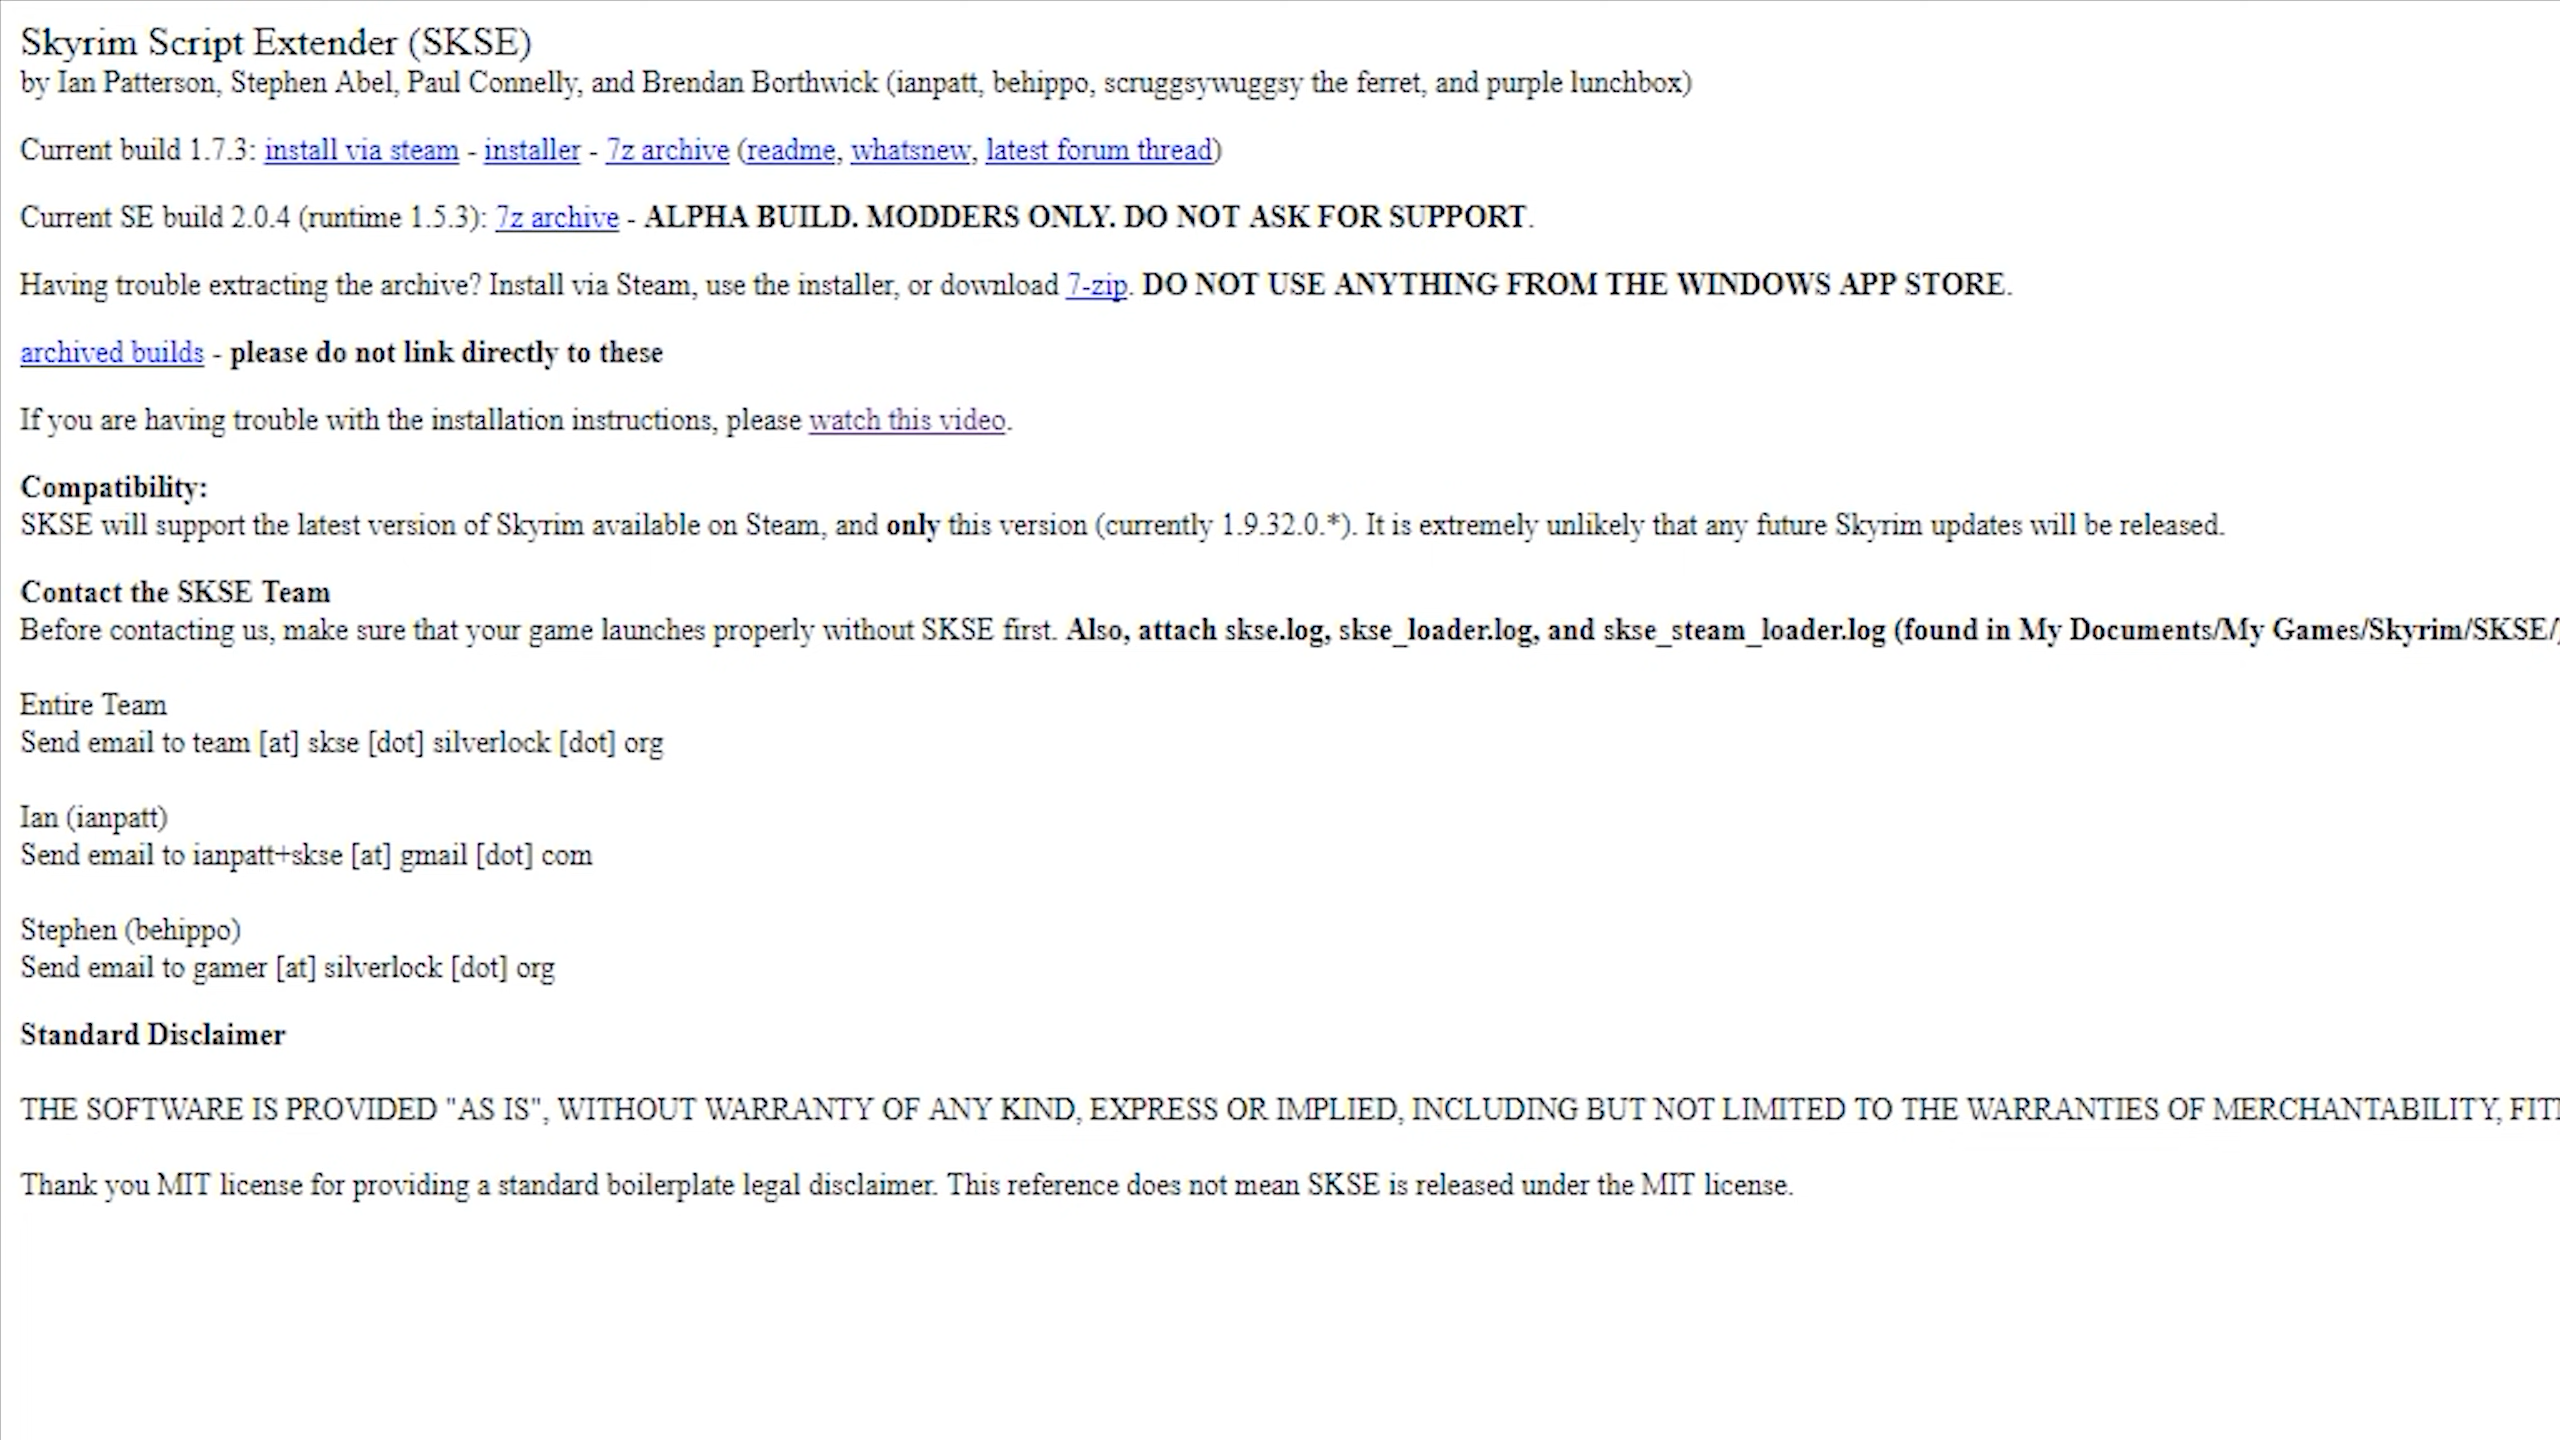 Skyrim Script Extender (SKSE)
by Ian Patterson, Stephen Abel, Paul Connelly, and Brendan Borthwick (ianpatt, behippo, scruggsywuggsy the ferret, and purple lunchbox)
Current build 1.7.3: install via steam - installer - 7z archive (readme, whatsnew, latest forum thread)
Current SE build 2.0.4 (runtime 1.5.3): 7z archive - ALPHA BUILD. MODDERS ONLY. DO NOT ASK FOR SUPPORT.
Having trouble extracting the archive? Install via Steam, use the installer, or download 7-zip. DO NOT USE ANYTHING FROM THE WINDOWS APP STORE.
archived builds - please do not link directly to these
If you are having trouble with the installation instructions, please watch this video.
Compatibility:
SKSE will support the latest version of Skyrim available on Steam, and only this version (currently 1.9.32.0.*). It is extremely unlikely that any future Skyrim updates will be released.
Contact the SKSE Team
Before contacting us, make sure that your game launches properly without SKSE first. Also, attach skse.log, skse_loader.log, and skse_steam_loader.log (found in My Documents/My Games/Skyrim/SKSE/
Entire Team
Send email to team [at] skse [dot] silverlock [dot] org
Ian (ianpatt)
Send email to ianpatt+skse [at] gmail [dot] com
Stephen (behippo)
Send email to gamer [at] silverlock [dot] org
Standard Disclaimer
THE SOFTWARE IS PROVIDED "AS IS", WITHOUT WARRANTY OF ANY KIND, EXPRESS OR IMPLIED, INCLUDING BUT NOT LIMITED TO THE WARRANTIES OF MERCHANTABILITY,
Thank you MIT license for providing a standard boilerplate legal disclaimer. This reference does not mean SKSE is released under the MIT license.